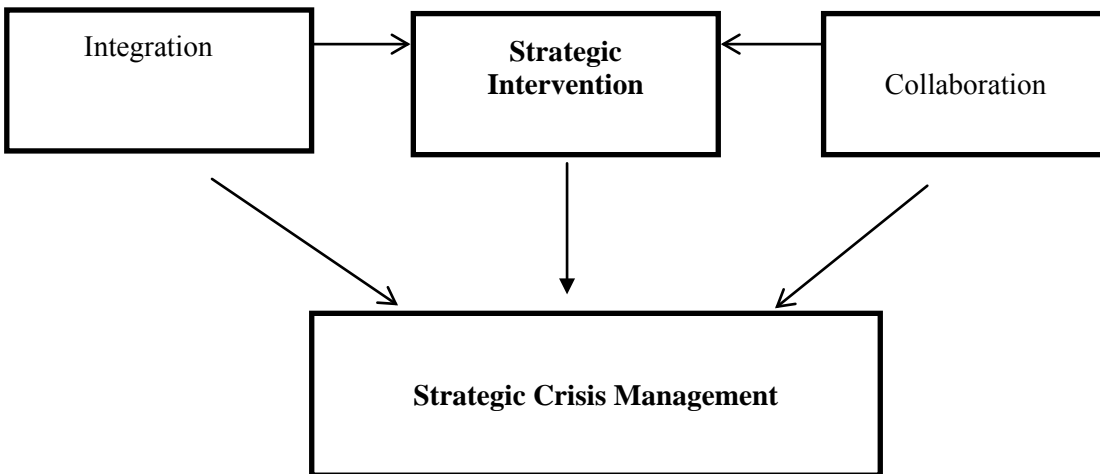 Integration
Strategic
Intervention
Collaboration
Strategic Crisis Management